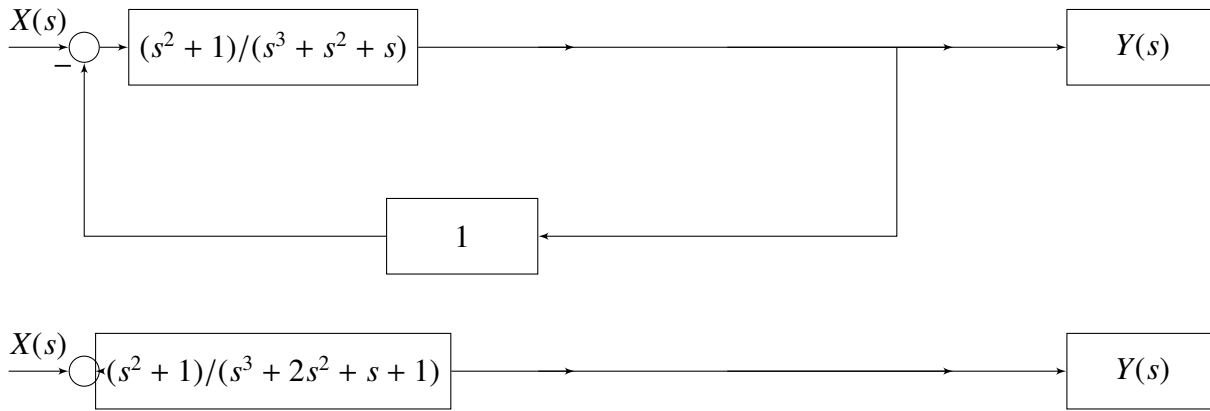 X(s)
(s² + 1)/(s³ + s² + s)
Y(s)
−
1
X(s)
(s² + 1)/(s³ + 2s² + s + 1)
Y(s)